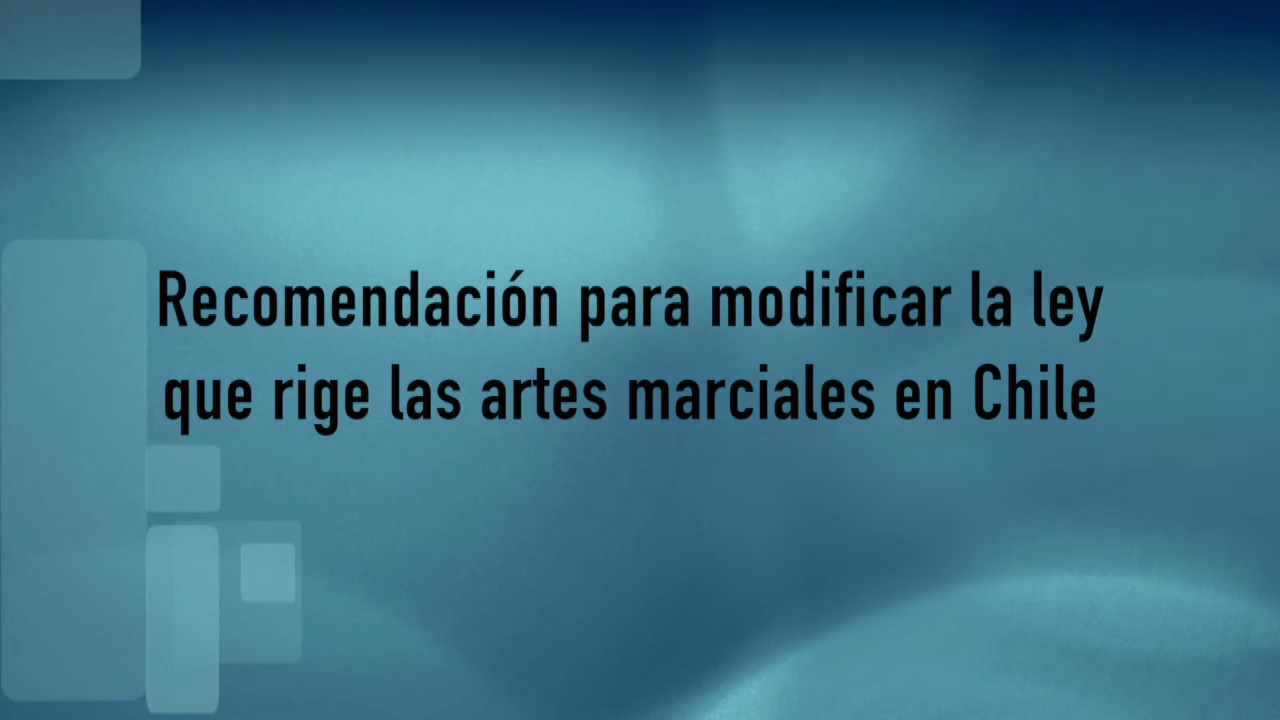 Recomendación para modificar la ley
que rige las artes marciales en Chile